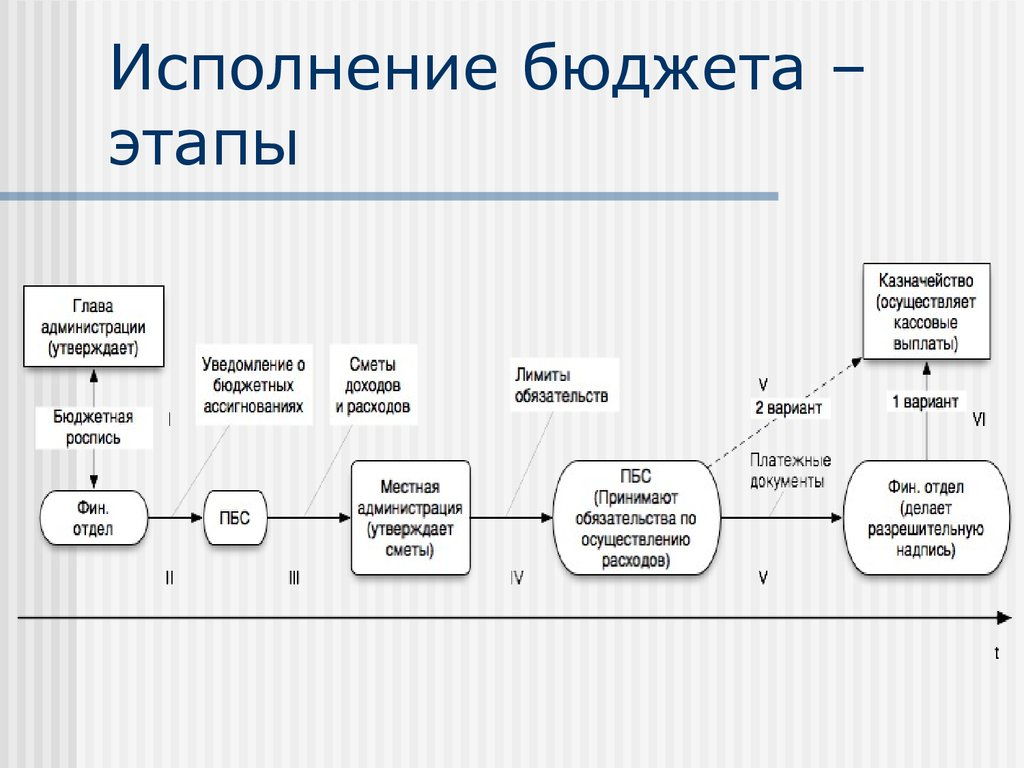 Исполнение бюджета –
этапы
Глава
администрации
(утверждает)
Бюджетная
роспись
I
Фин.
отдел
II
Уведомление о
бюджетных
ассигнованиях
ПБС
III
Сметы
доходов
и расходов
Местная
администрация
(утверждает
сметы)
IV
Лимиты
обязательств
ПБС
(Принимают
обязательства по
осуществлению
расходов)
V
2 вариант
Платежные
документы
V
Казначейство
(осуществляет
кассовые
выплаты)
1 вариант
VI
Фин. отдел
(делает
разрешительную
надпись)
t